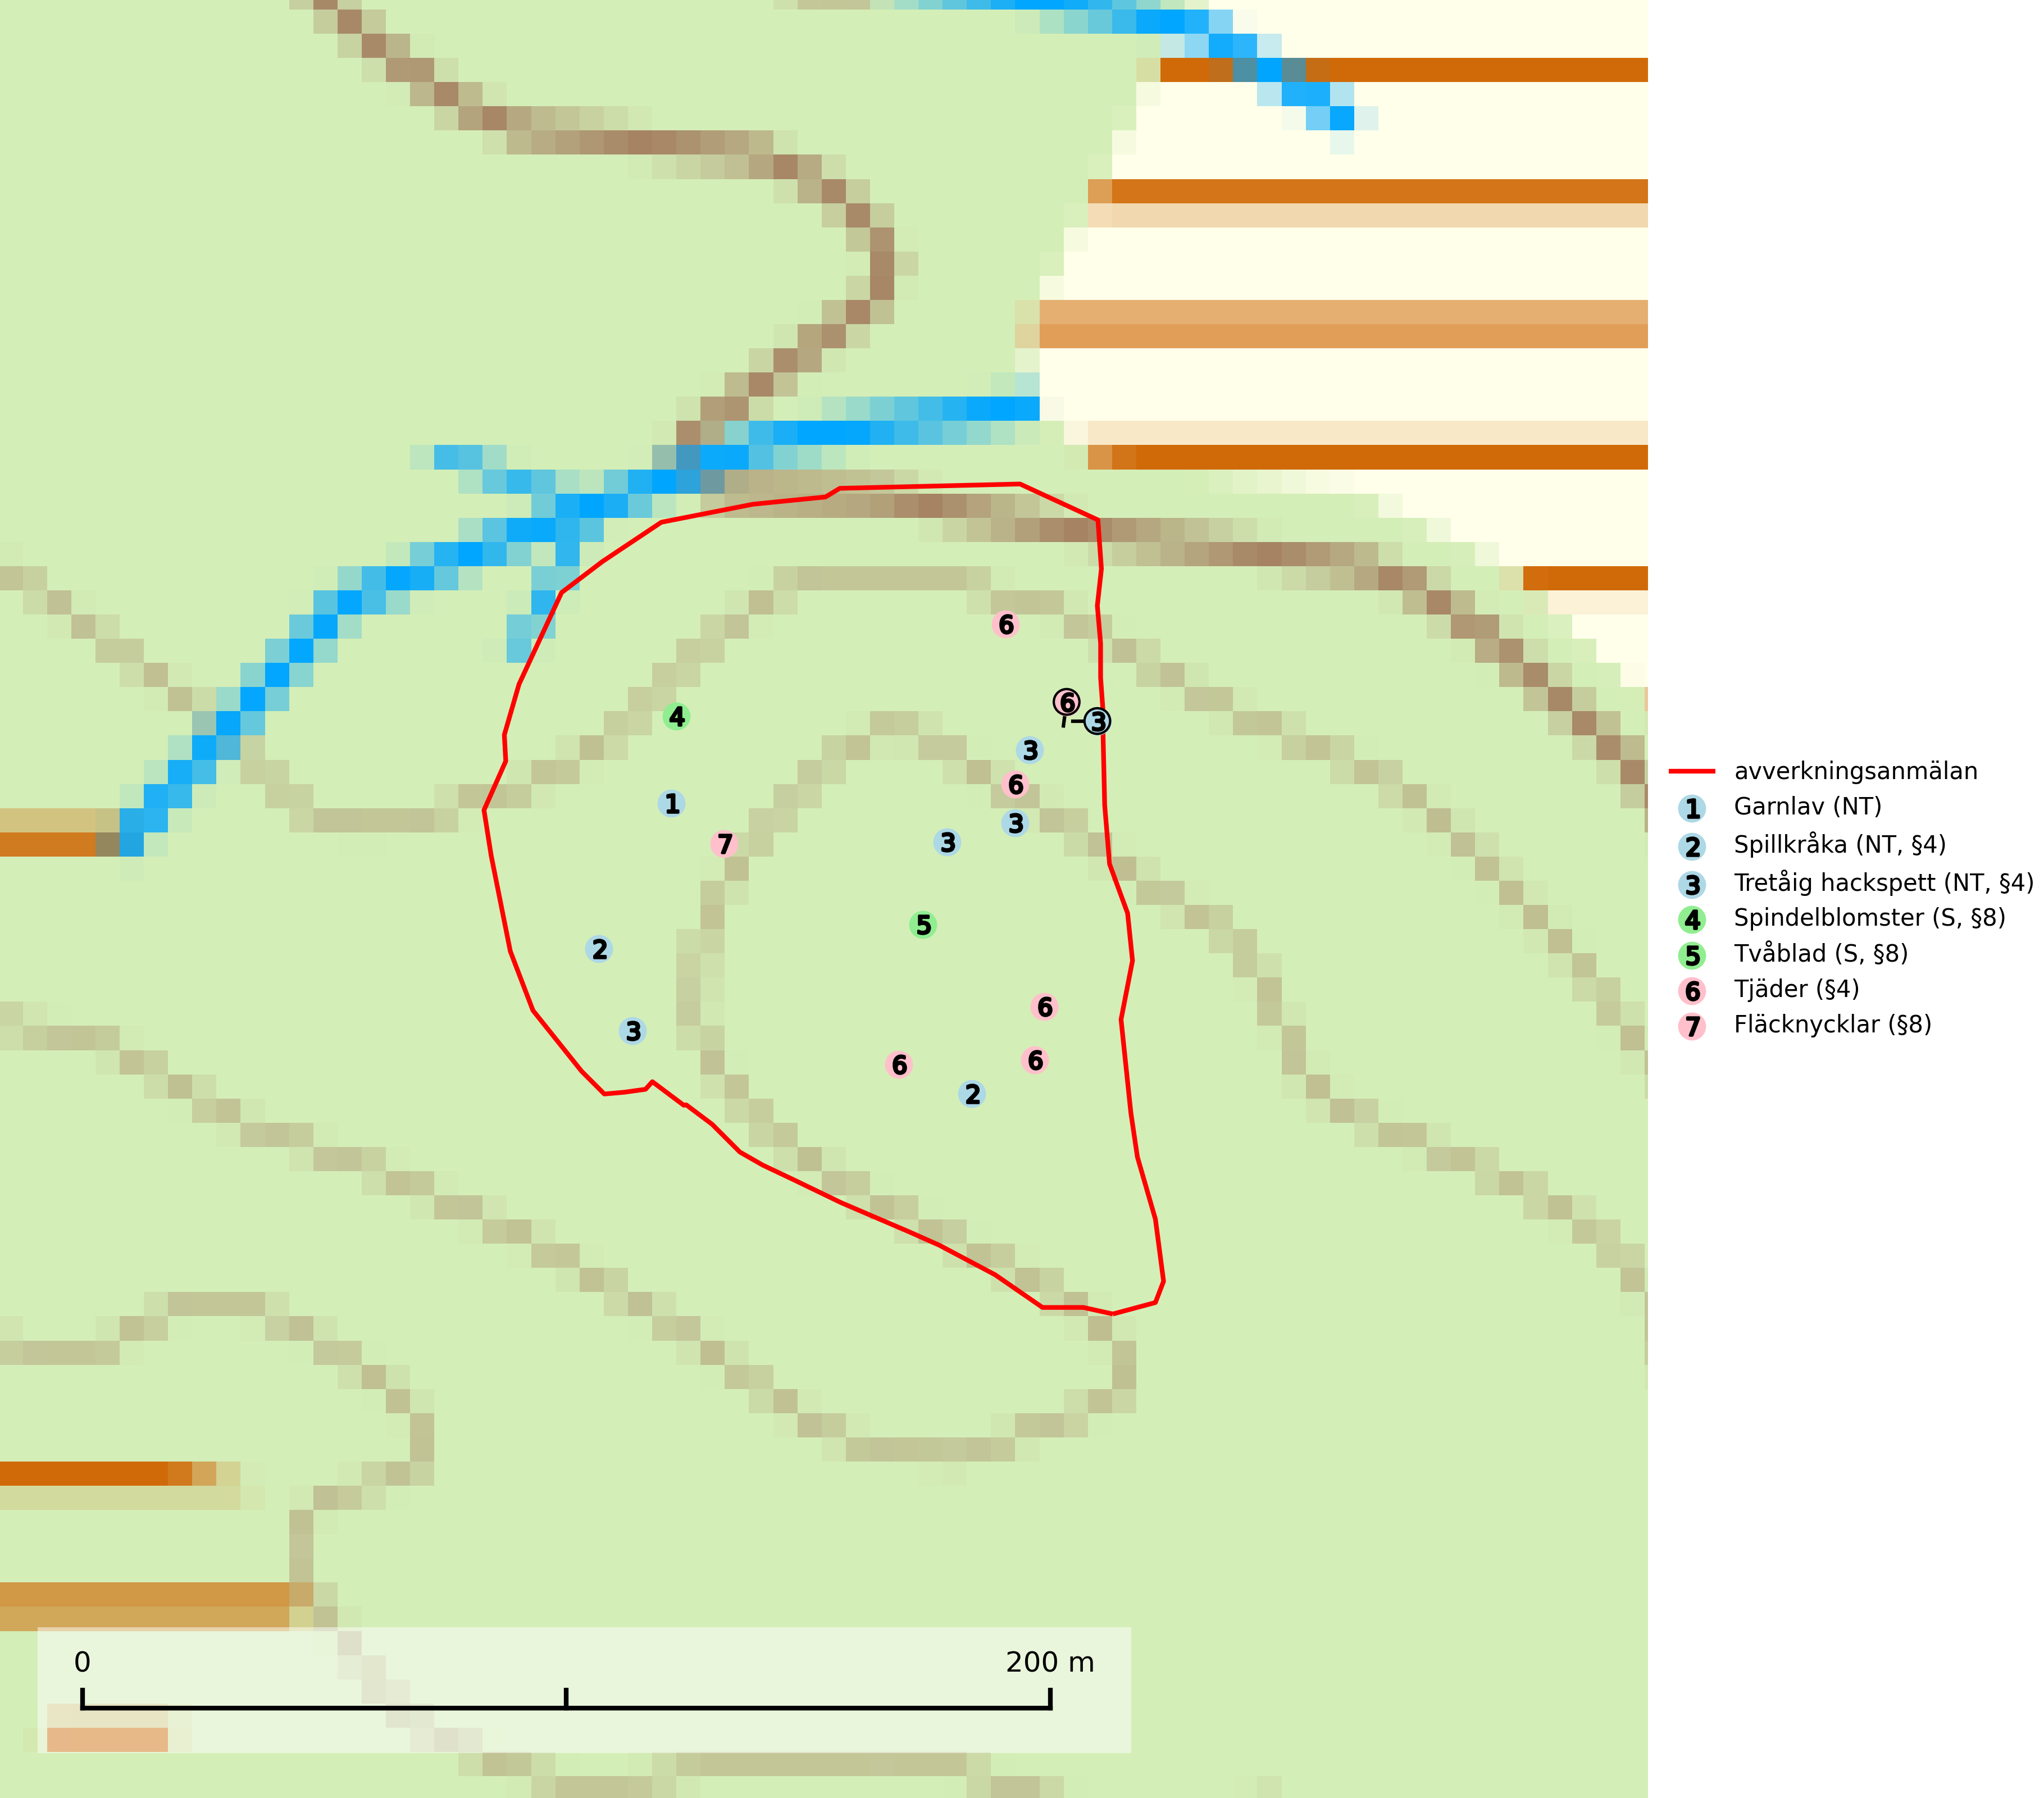 6
6
3
4
3
6
1
3
7
3
5
2
6
3
6
6
2
avverkningsanmälan
1 Garnlav (NT)
2 Spillkråka (NT, §4)
3 Tretåig hackspett (NT, §4)
4 Spindelblomster (S, §8)
5 Tvåblad (S, §8)
6 Tjäder (§4)
7 Fläcknycklar (§8)
0 200 m